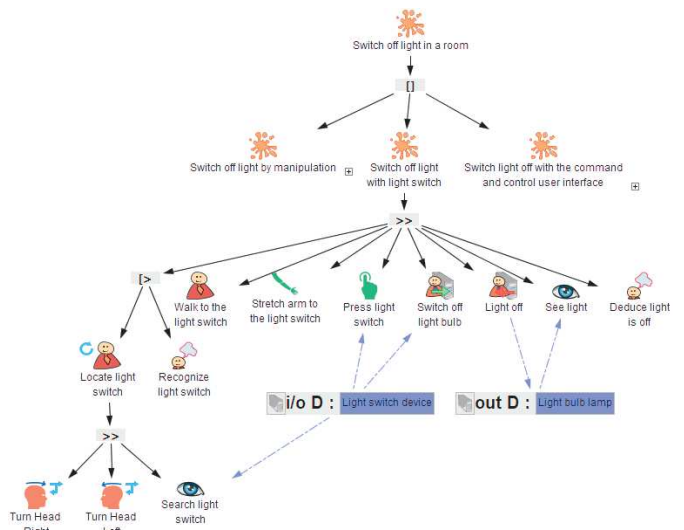 Switch off light in a room
[]
Switch off light by manipulation
Switch off light
with light switch
Switch light off with the command
and control user interface
>>
[>
Walk to the
light switch
Stretch arm to
the light switch
Press light
switch
Switch off
light bulb
Light off
See light
Deduce light
is off
Locate light
switch
Recognize
light switch
i/o D : Light switch device
out D : Light bulb lamp
>>
Turn Head
Right
Turn Head
Left
Search light
switch